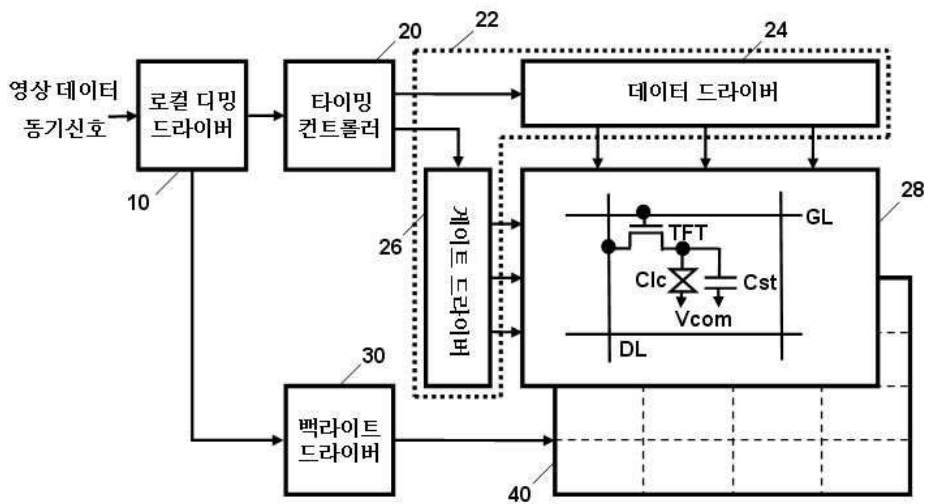 20
22
24
영상 데이터
동기신호
로컬 디밍
드라이버
타이밍
컨트롤러
데이터 드라이버
10
26
게이트 드라이버
28
GL
TFT
Clc
Cst
Vcom
DL
30
백라이트
드라이버
40